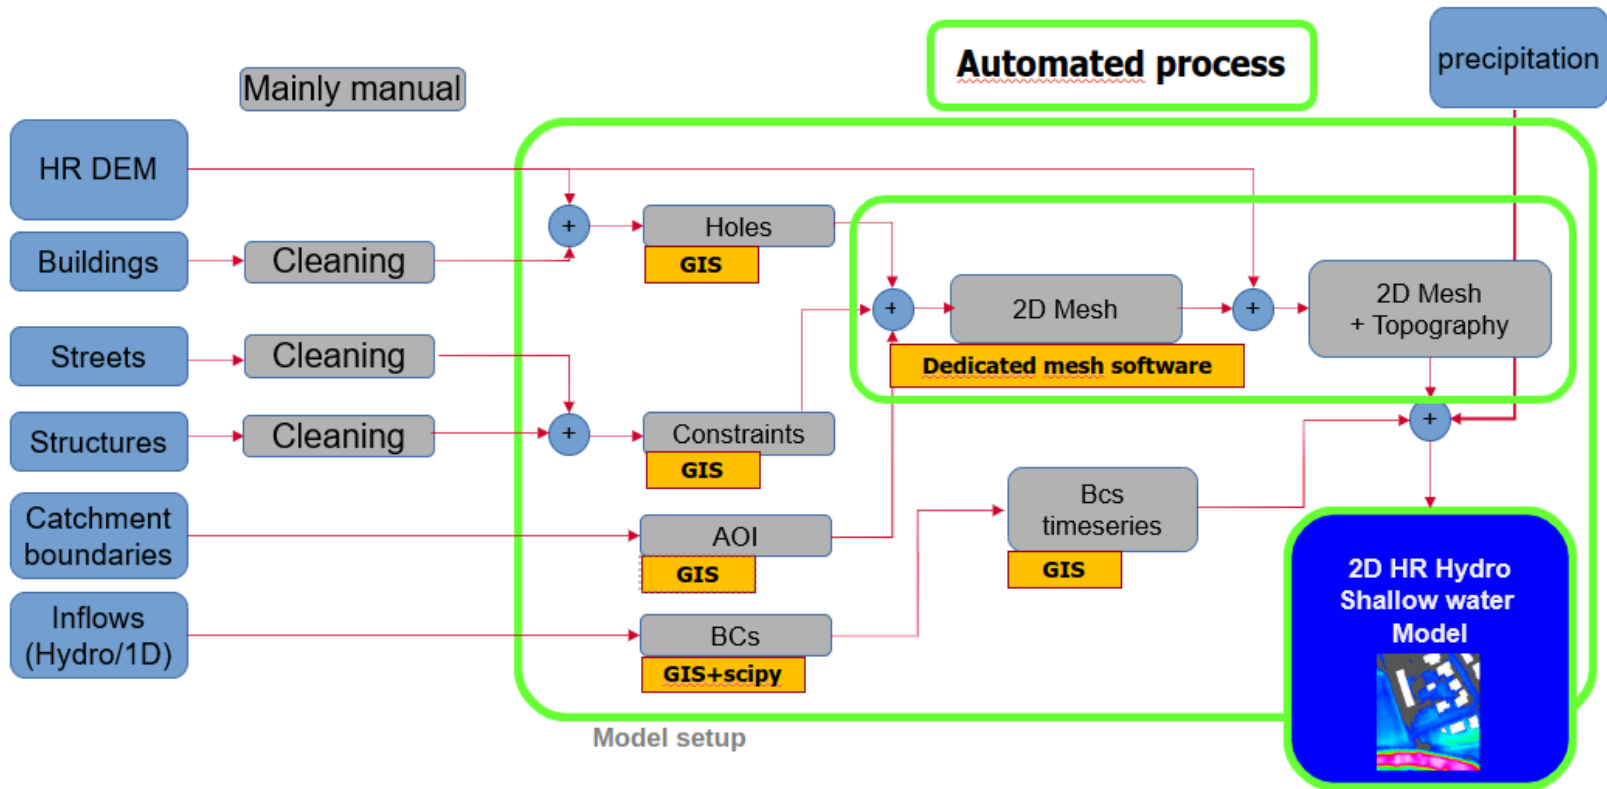 Automated process
precipitation
Mainly manual
HR DEM
+
Holes
GIS
Buildings
Cleaning
+
2D Mesh
Dedicated mesh software
+
2D Mesh
+ Topography
Streets
Cleaning
Structures
Cleaning
+
Constraints
GIS
+
Catchment
boundaries
AOI
GIS
Bcs
timeseries
GIS
Inflows
(Hydro/1D)
BCs
GIS+scipy
2D HR Hydro
Shallow water
Model
Model setup